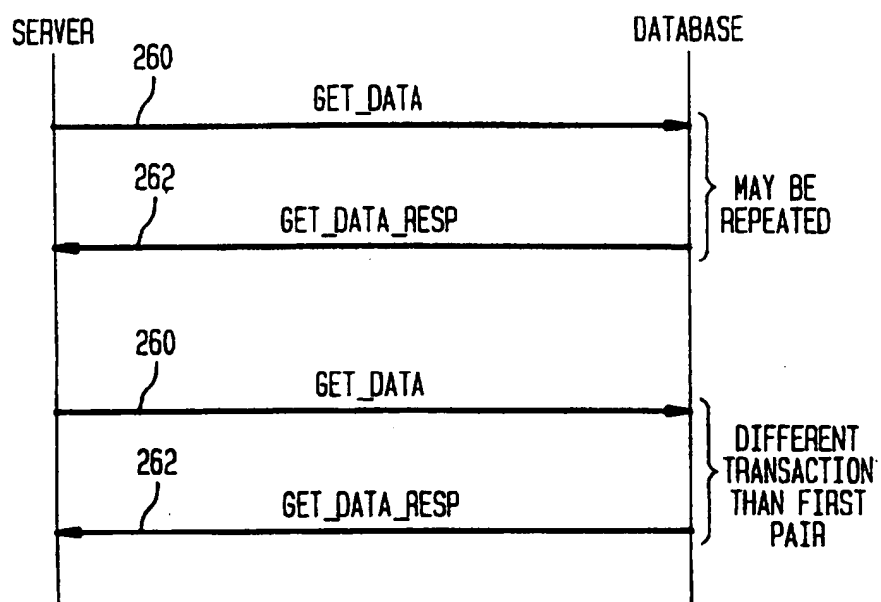 SERVER
DATABASE
260
GET_DATA
262
GET_DATA_RESP
MAY BE
REPEATED
260
GET_DATA
262
GET_DATA_RESP
DIFFERENT
TRANSACTION
THAN FIRST
PAIR